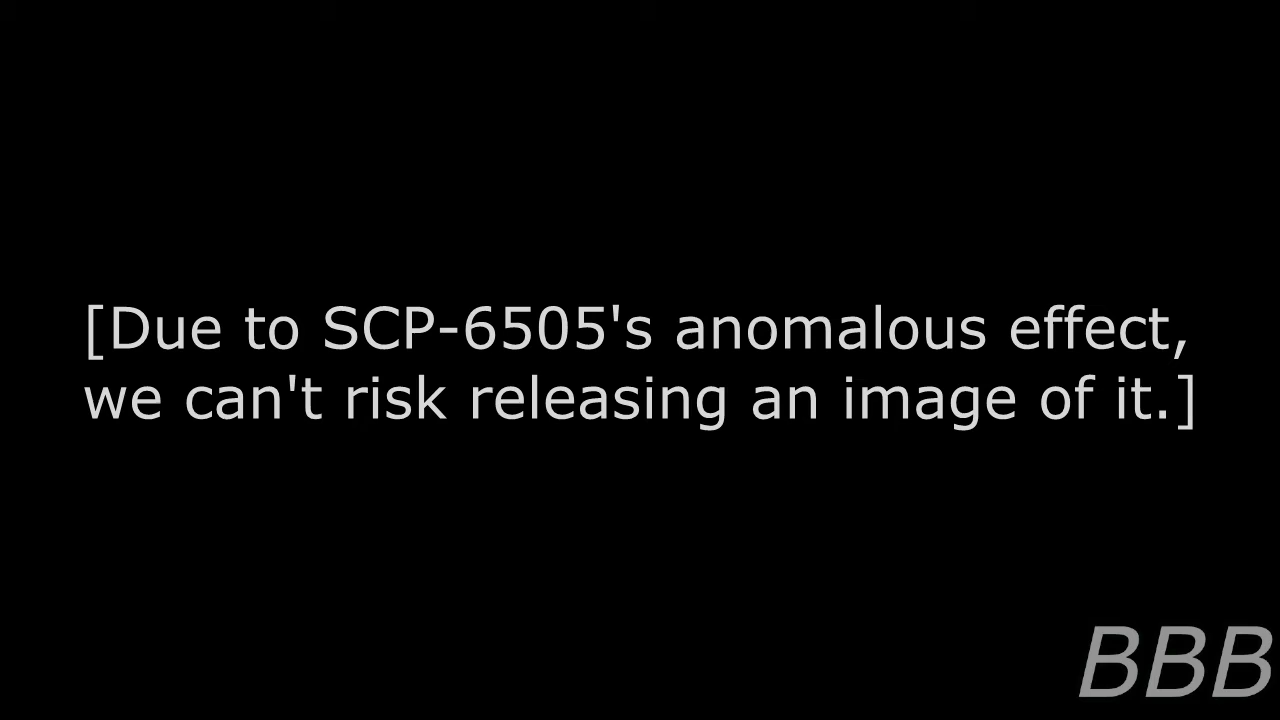 [Due to SCP-6505's anomalous effect,
we can't risk releasing an image of it.]
BBB